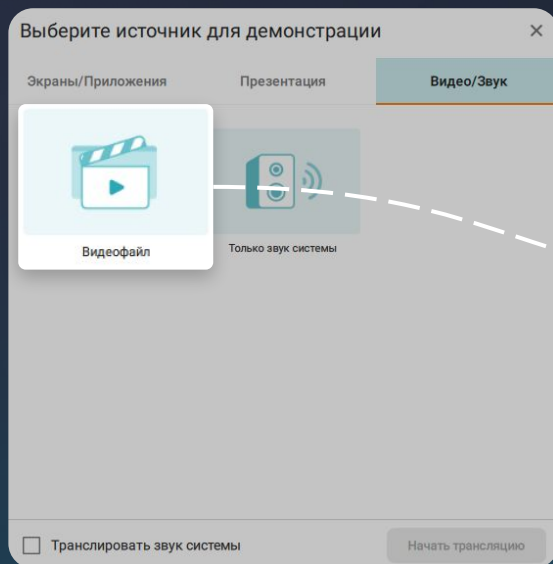 Выберите источник для демонстрации
Экраны/Приложения
Презентация
Видео/Звук
Видеофайл
Только звук системы
Транслировать звук системы
Начать трансляцию